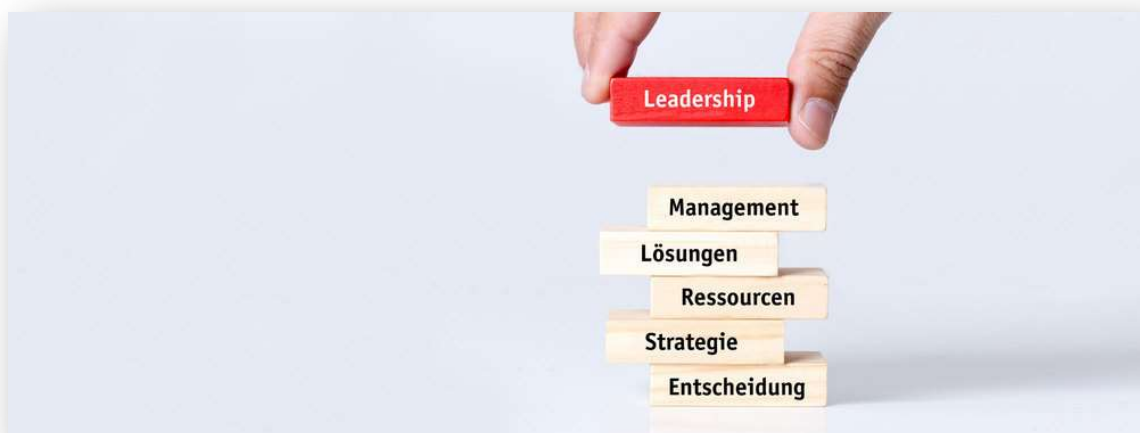 Leadership
Management
Lösungen
Ressourcen
Strategie
Entscheidung